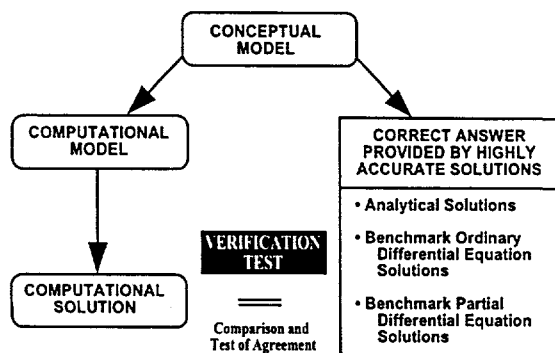 CONCEPTUAL
MODEL
COMPUTATIONAL
MODEL
COMPUTATIONAL
SOLUTION
VERIFICATION
TEST
Comparison and
Test of Agreement
CORRECT ANSWER
PROVIDED BY HIGHLY
ACCURATE SOLUTIONS
• Analytical Solutions
• Benchmark Ordinary
Differential Equation
Solutions
• Benchmark Partial
Differential Equation
Solutions